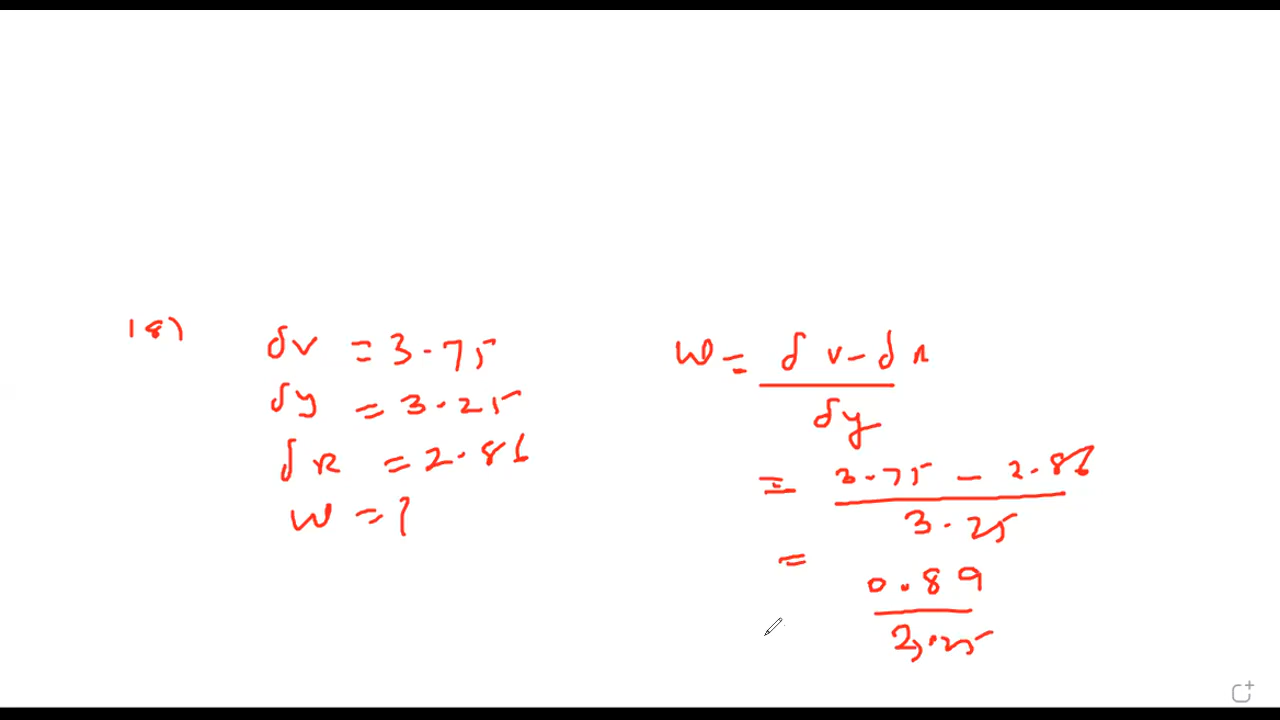 18)
δv = 3.75
δy = 3.25
δR = 2.86
W = ?
W = δv - δR
δy
= 3.75 - 2.86
3.25
= 0.89
3.25